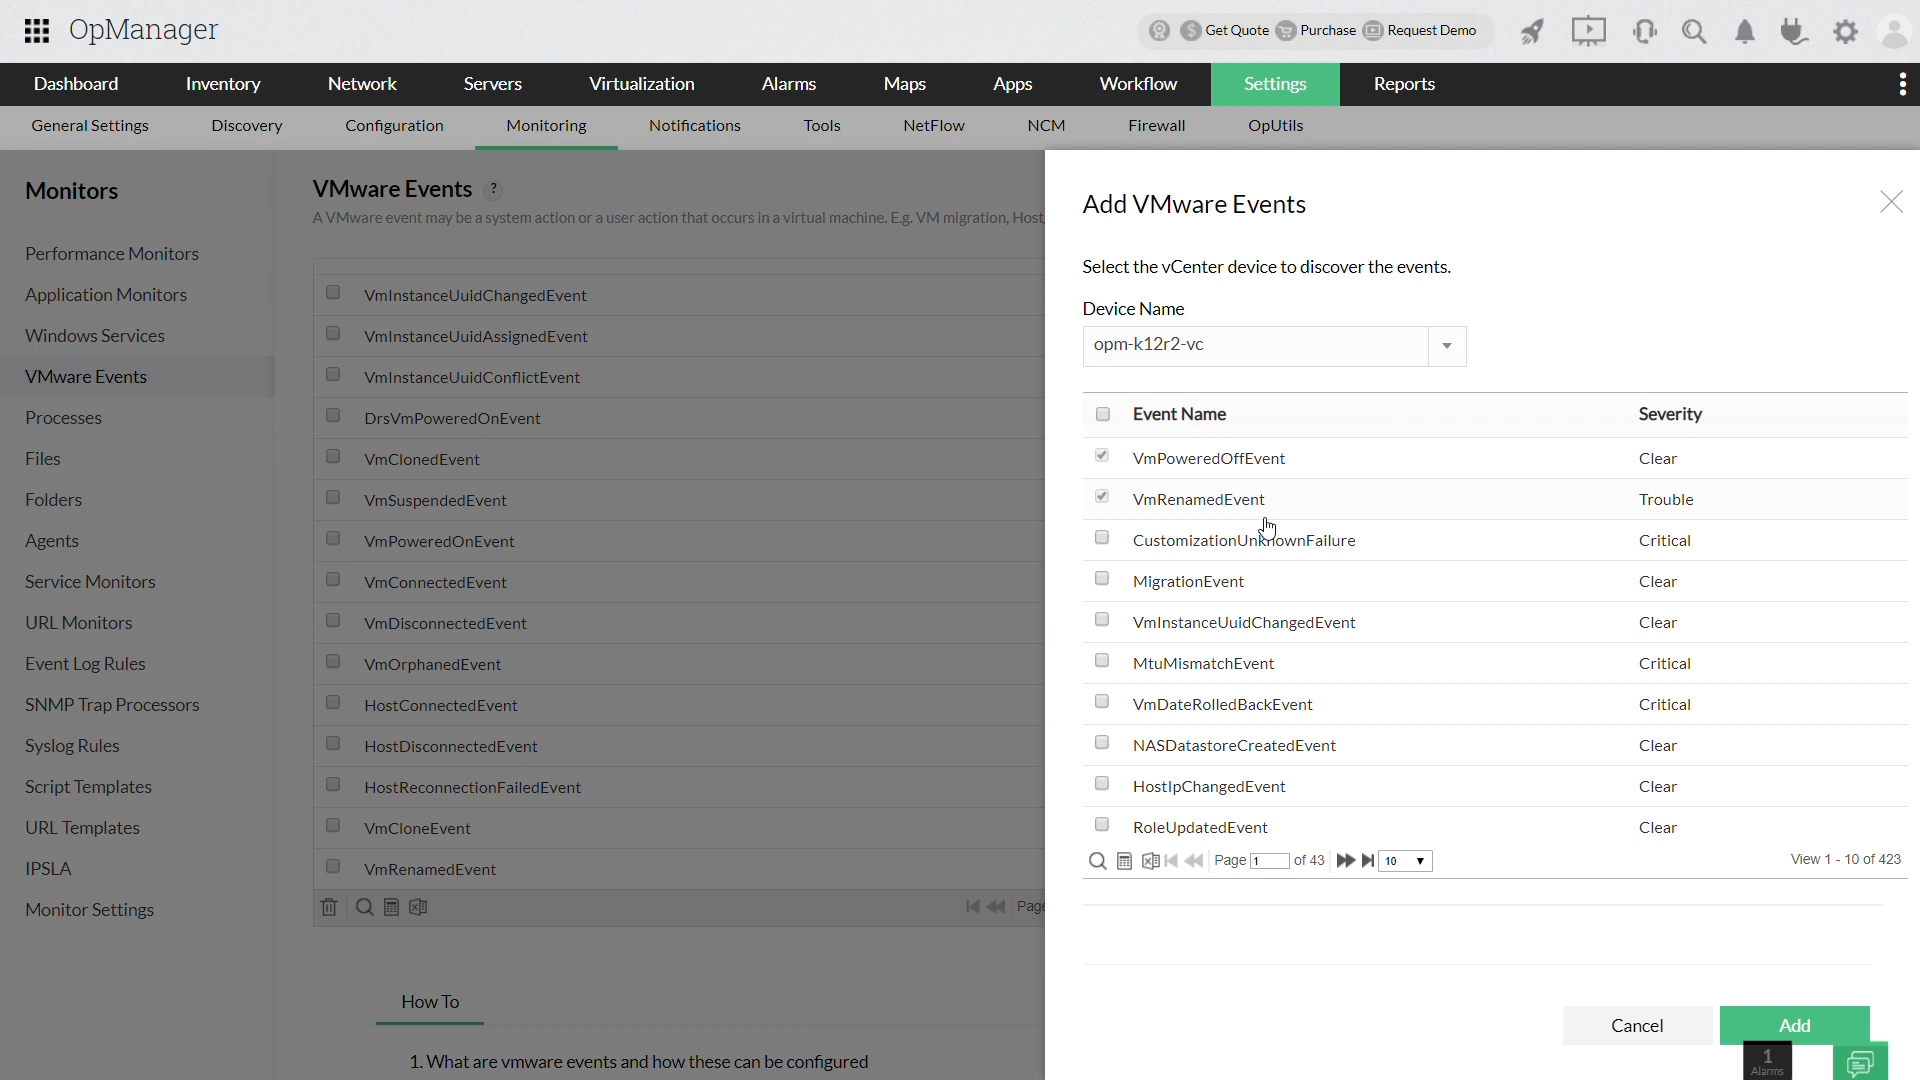 OpManager
Get Quote Purchase Request Demo
Dashboard Inventory Network Servers Virtualization Alarms Maps Apps Workflow Settings Reports
General Settings Discovery Configuration Monitoring Notifications Tools NetFlow NCM Firewall OpUtils
Monitors
Performance Monitors
Application Monitors
Windows Services
VMware Events
Processes
Files
Folders
Agents
Service Monitors
URL Monitors
Event Log Rules
SNMP Trap Processors
Syslog Rules
Script Templates
URL Templates
IPSLA
Monitor Settings
VMware Events ?
A VMware event may be a system action or a user action that occurs in a virtual machine. E.g. VM migration, Host
VmInstanceUuidChangedEvent
VmInstanceUuidAssignedEvent
VmInstanceUuidConflictEvent
DrsVmPoweredOnEvent
VmClonedEvent
VmSuspendedEvent
VmPoweredOnEvent
VmConnectedEvent
VmDisconnectedEvent
VmOrphanedEvent
HostConnectedEvent
HostDisconnectedEvent
HostReconnectionFailedEvent
VmCloneEvent
VmRenamedEvent
Page
How To
1. What are vmware events and how these can be configured
Add VMware Events
Select the vCenter device to discover the events.
Device Name
opm-k12r2-vc
Event Name Severity
VmPoweredOffEvent Clear
VmRenamedEvent Trouble
CustomizationUnknownFailure Critical
MigrationEvent Clear
VmInstanceUuidChangedEvent Clear
MtuMismatchEvent Critical
VmDateRolledBackEvent Critical
NASDatastoreCreatedEvent Clear
HostIpChangedEvent Clear
RoleUpdatedEvent Clear
Page 1 of 43 10 View 1 - 10 of 423
Cancel Add
1
Alarms